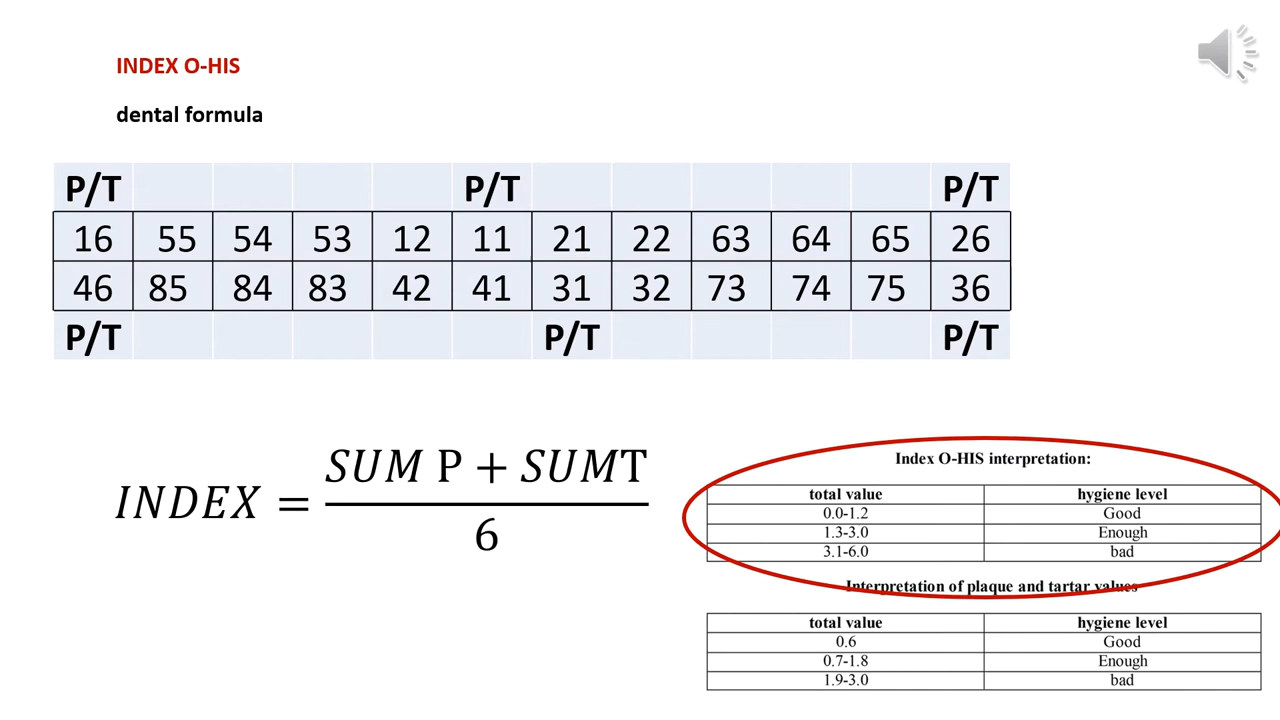 INDEX O-HIS
dental formula
P/T P/T P/T
16 55 54 53 12 11 21 22 63 64 65 26
46 85 84 83 42 41 31 32 73 74 75 36
P/T P/T P/T
INDEX = SUM P + SUMT
6
Index O-HIS interpretation:
total value hygiene level
0.0-1.2 Good
1.3-3.0 Enough
3.1-6.0 bad
Interpretation of plaque and tartar values
total value hygiene level
0.6 Good
0.7-1.8 Enough
1.9-3.0 bad